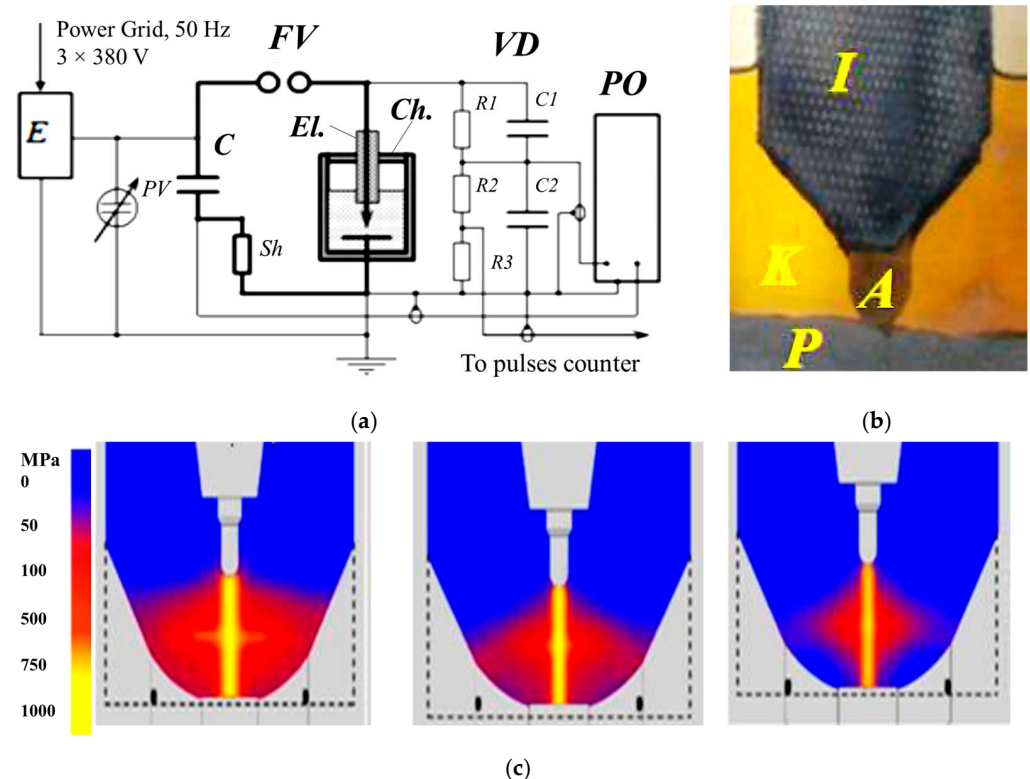 Power Grid, 50 Hz
3 × 380 V
FV
VD
PO
E
C
El.
Ch.
R1
C1
PV
R2
C2
Sh
R3
To pulses counter
I
K
A
P
(a)
(b)
MPa
0
50
100
500
750
1000
(c)